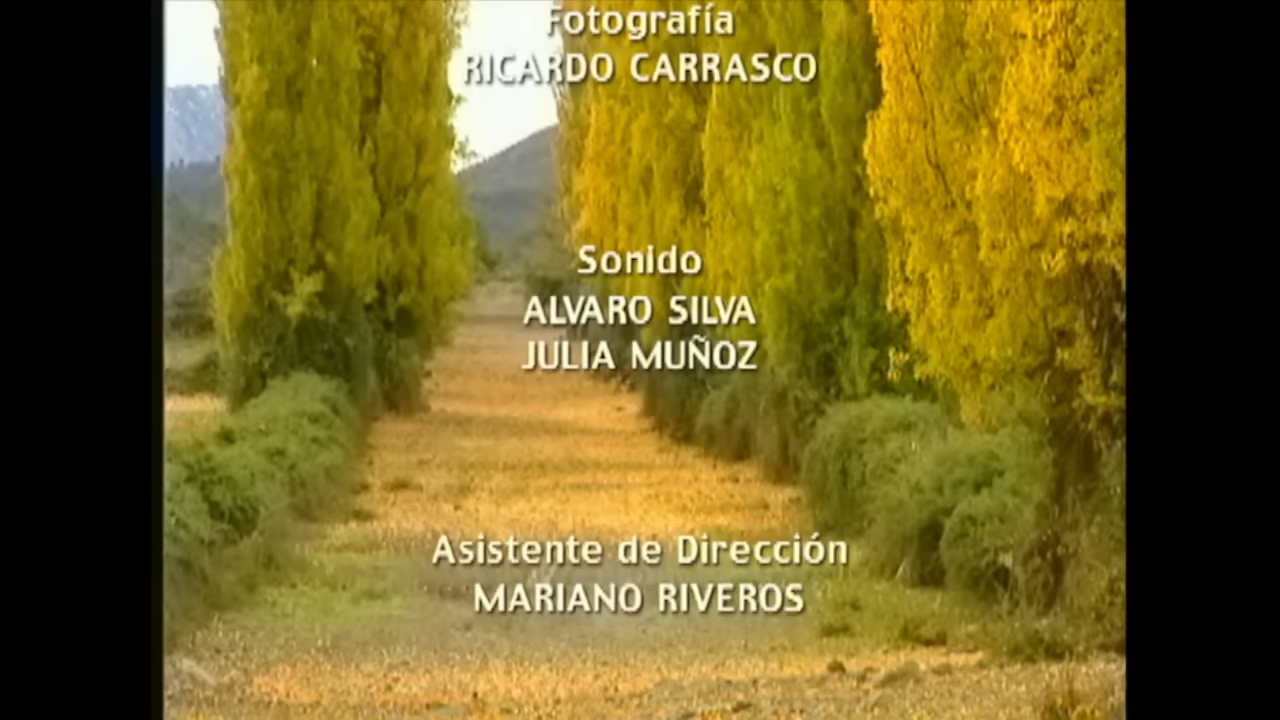 Fotografía
RICARDO CARRASCO
Sonido
ALVARO SILVA
JULIA MUÑOZ
Asistente de Dirección
MARIANO RIVEROS